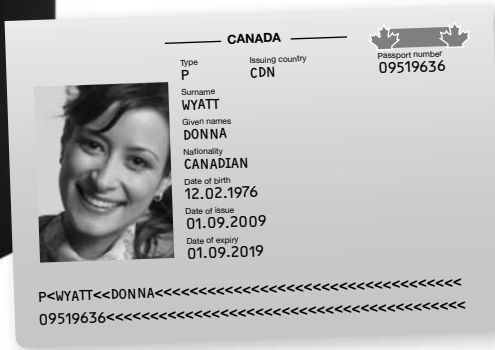 CANADA
Type Issuing country Passport number
P CDN 09519636
Surname
WYATT
Given names
DONNA
Nationality
CANADIAN
Date of birth
12.02.1976
Date of issue
01.09.2009
Date of expiry
01.09.2019
P<WYATT<<DONNA<<<<<<<<<<<<<<<<<<<<<<<<<<<<<<<<<<<
09519636<<<<<<<<<<<<<<<<<<<<<<<<<<<<<<<<<<<<<<<<<